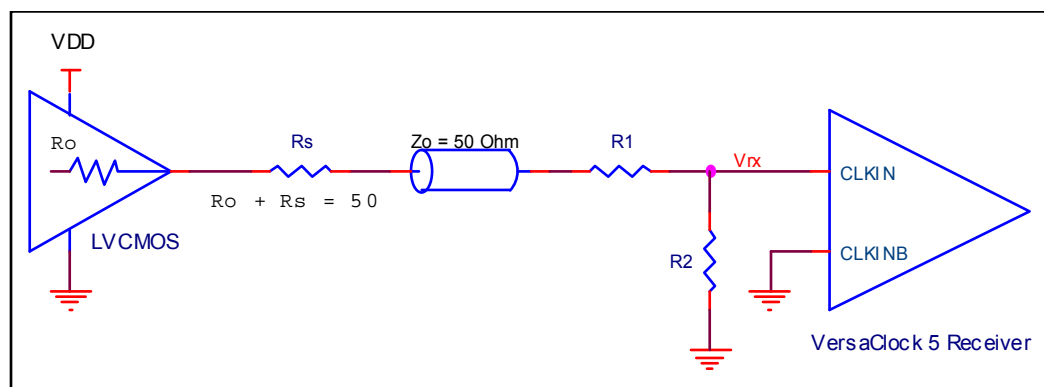 VDD
Ro
Rs
Zo = 50 Ohm
R1
Vrx
CLKIN
Ro + Rs = 50
LVCMOS
R2
CLKINB
VersaClock 5 Receiver